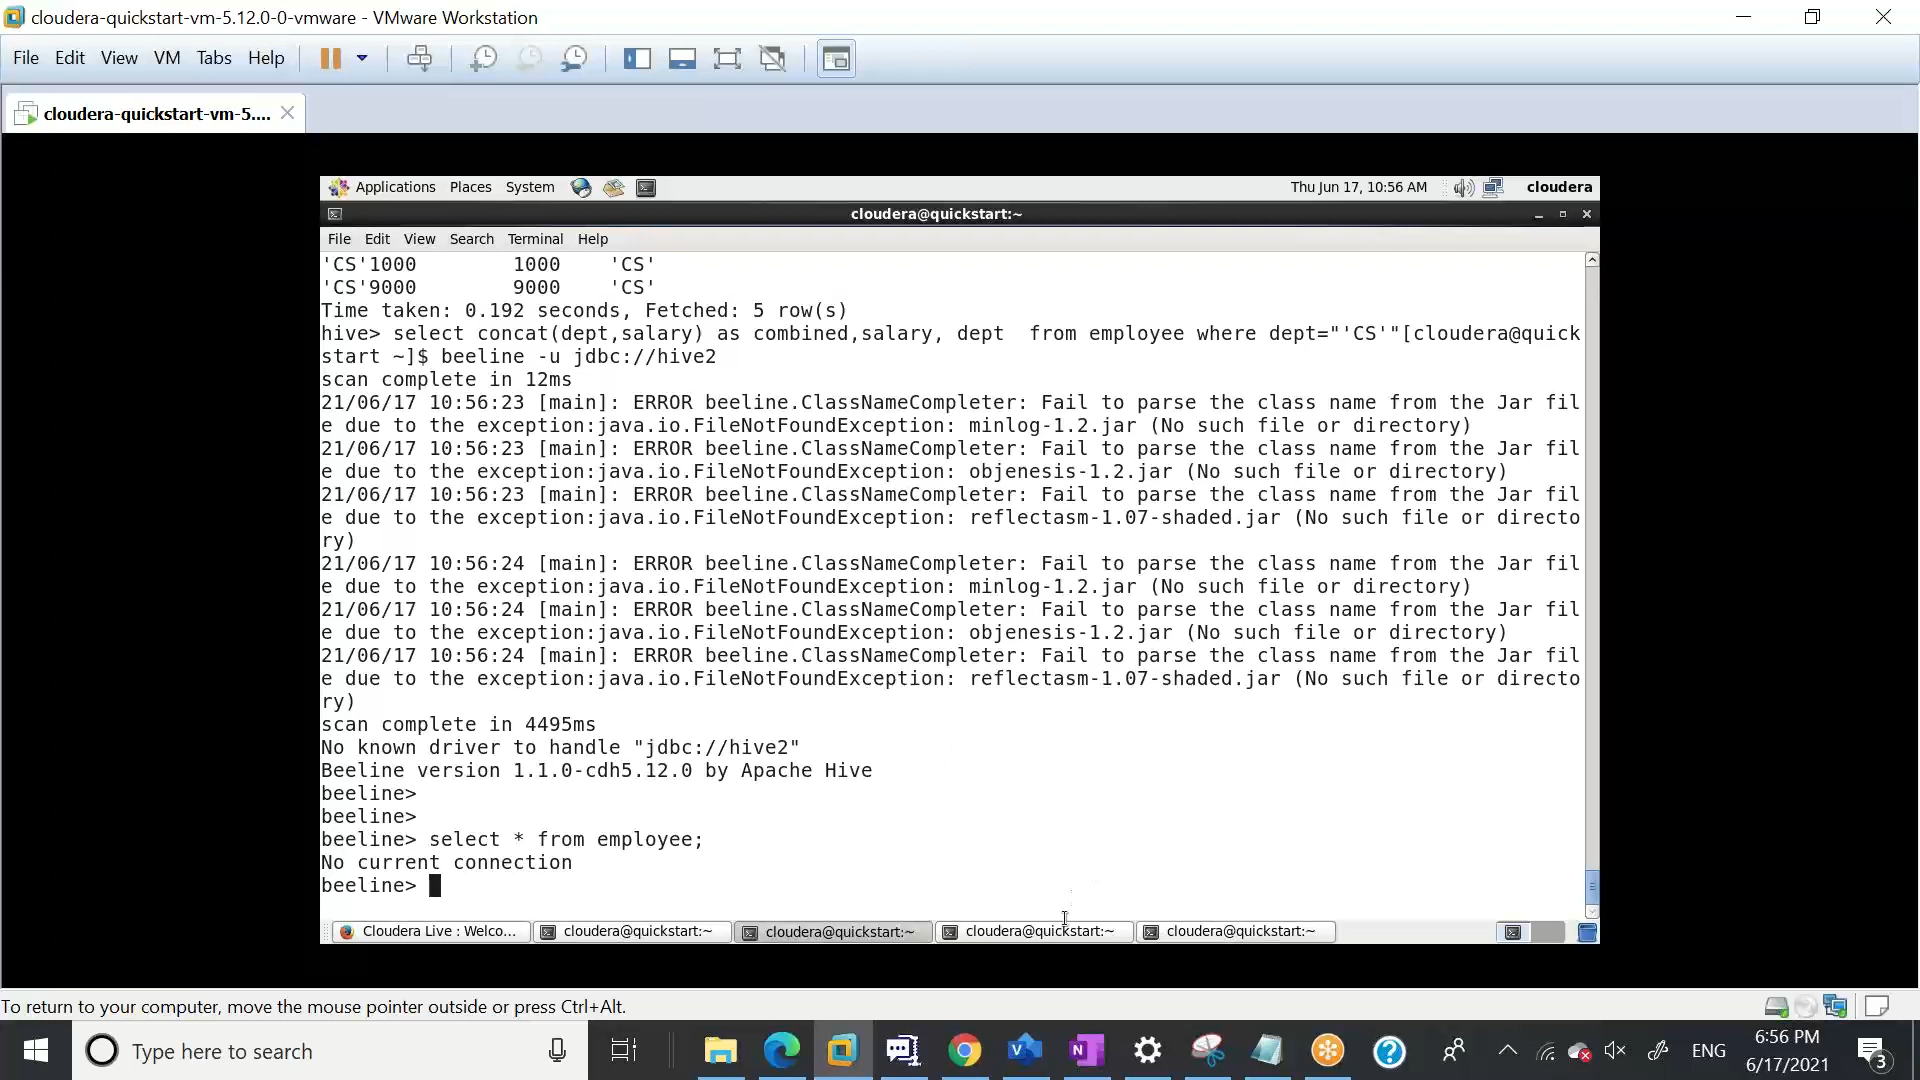 cloudera-quickstart-vm-5.12.0-0-vmware - VMware Workstation
File Edit View VM Tabs Help
cloudera-quickstart-vm-5....
Applications Places System Thu Jun 17, 10:56 AM cloudera
cloudera@quickstart:~
File Edit View Search Terminal Help
'CS'1000 1000 'CS'
'CS'9000 9000 'CS'
Time taken: 0.192 seconds, Fetched: 5 row(s)
hive> select concat(dept,salary) as combined,salary, dept  from employee where dept="'CS'"[cloudera@quick
start ~]$ beeline -u jdbc://hive2
scan complete in 12ms
21/06/17 10:56:23 [main]: ERROR beeline.ClassNameCompleter: Fail to parse the class name from the Jar fil
e due to the exception:java.io.FileNotFoundException: minlog-1.2.jar (No such file or directory)
21/06/17 10:56:23 [main]: ERROR beeline.ClassNameCompleter: Fail to parse the class name from the Jar fil
e due to the exception:java.io.FileNotFoundException: objenesis-1.2.jar (No such file or directory)
21/06/17 10:56:23 [main]: ERROR beeline.ClassNameCompleter: Fail to parse the class name from the Jar fil
e due to the exception:java.io.FileNotFoundException: reflectasm-1.07-shaded.jar (No such file or directo
ry)
21/06/17 10:56:24 [main]: ERROR beeline.ClassNameCompleter: Fail to parse the class name from the Jar fil
e due to the exception:java.io.FileNotFoundException: minlog-1.2.jar (No such file or directory)
21/06/17 10:56:24 [main]: ERROR beeline.ClassNameCompleter: Fail to parse the class name from the Jar fil
e due to the exception:java.io.FileNotFoundException: objenesis-1.2.jar (No such file or directory)
21/06/17 10:56:24 [main]: ERROR beeline.ClassNameCompleter: Fail to parse the class name from the Jar fil
e due to the exception:java.io.FileNotFoundException: reflectasm-1.07-shaded.jar (No such file or directo
ry)
scan complete in 4495ms
No known driver to handle "jdbc://hive2"
Beeline version 1.1.0-cdh5.12.0 by Apache Hive
beeline>
beeline>
beeline> select * from employee;
No current connection
beeline>
Cloudera Live : Welco... cloudera@quickstart:~ cloudera@quickstart:~ cloudera@quickstart:~ cloudera@quickstart:~
To return to your computer, move the mouse pointer outside or press Ctrl+Alt.
Type here to search
ENG
6:56 PM
6/17/2021
3